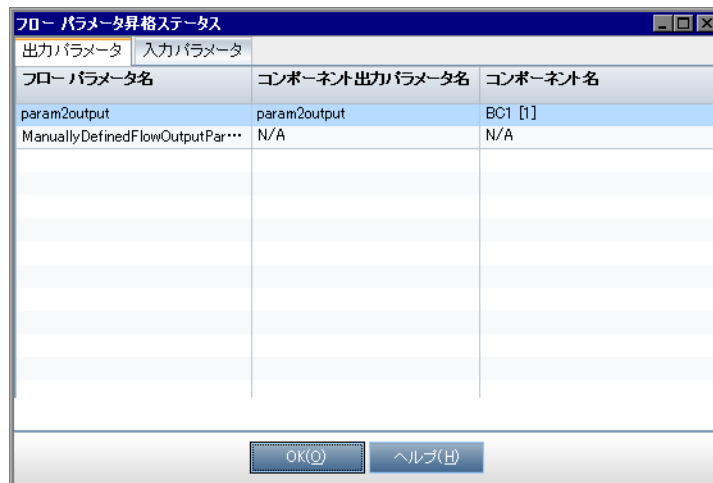 フロー パラメータ昇格ステータス
出力パラメータ 入力パラメータ
フロー パラメータ名 コンポーネント出力パラメータ名 コンポーネント名
param2output param2output BC1 [1]
ManuallyDefinedFlowOutputPar… N/A N/A
OK(O) ヘルプ(H)